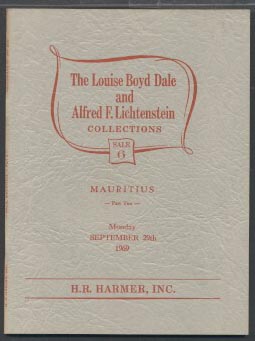 The Louise Boyd Dale
and
Alfred F. Lichtenstein
COLLECTIONS
SALE
6
MAURITIUS
— Part Two —
Monday
SEPTEMBER 29th
1969
H.R. HARMER, INC.